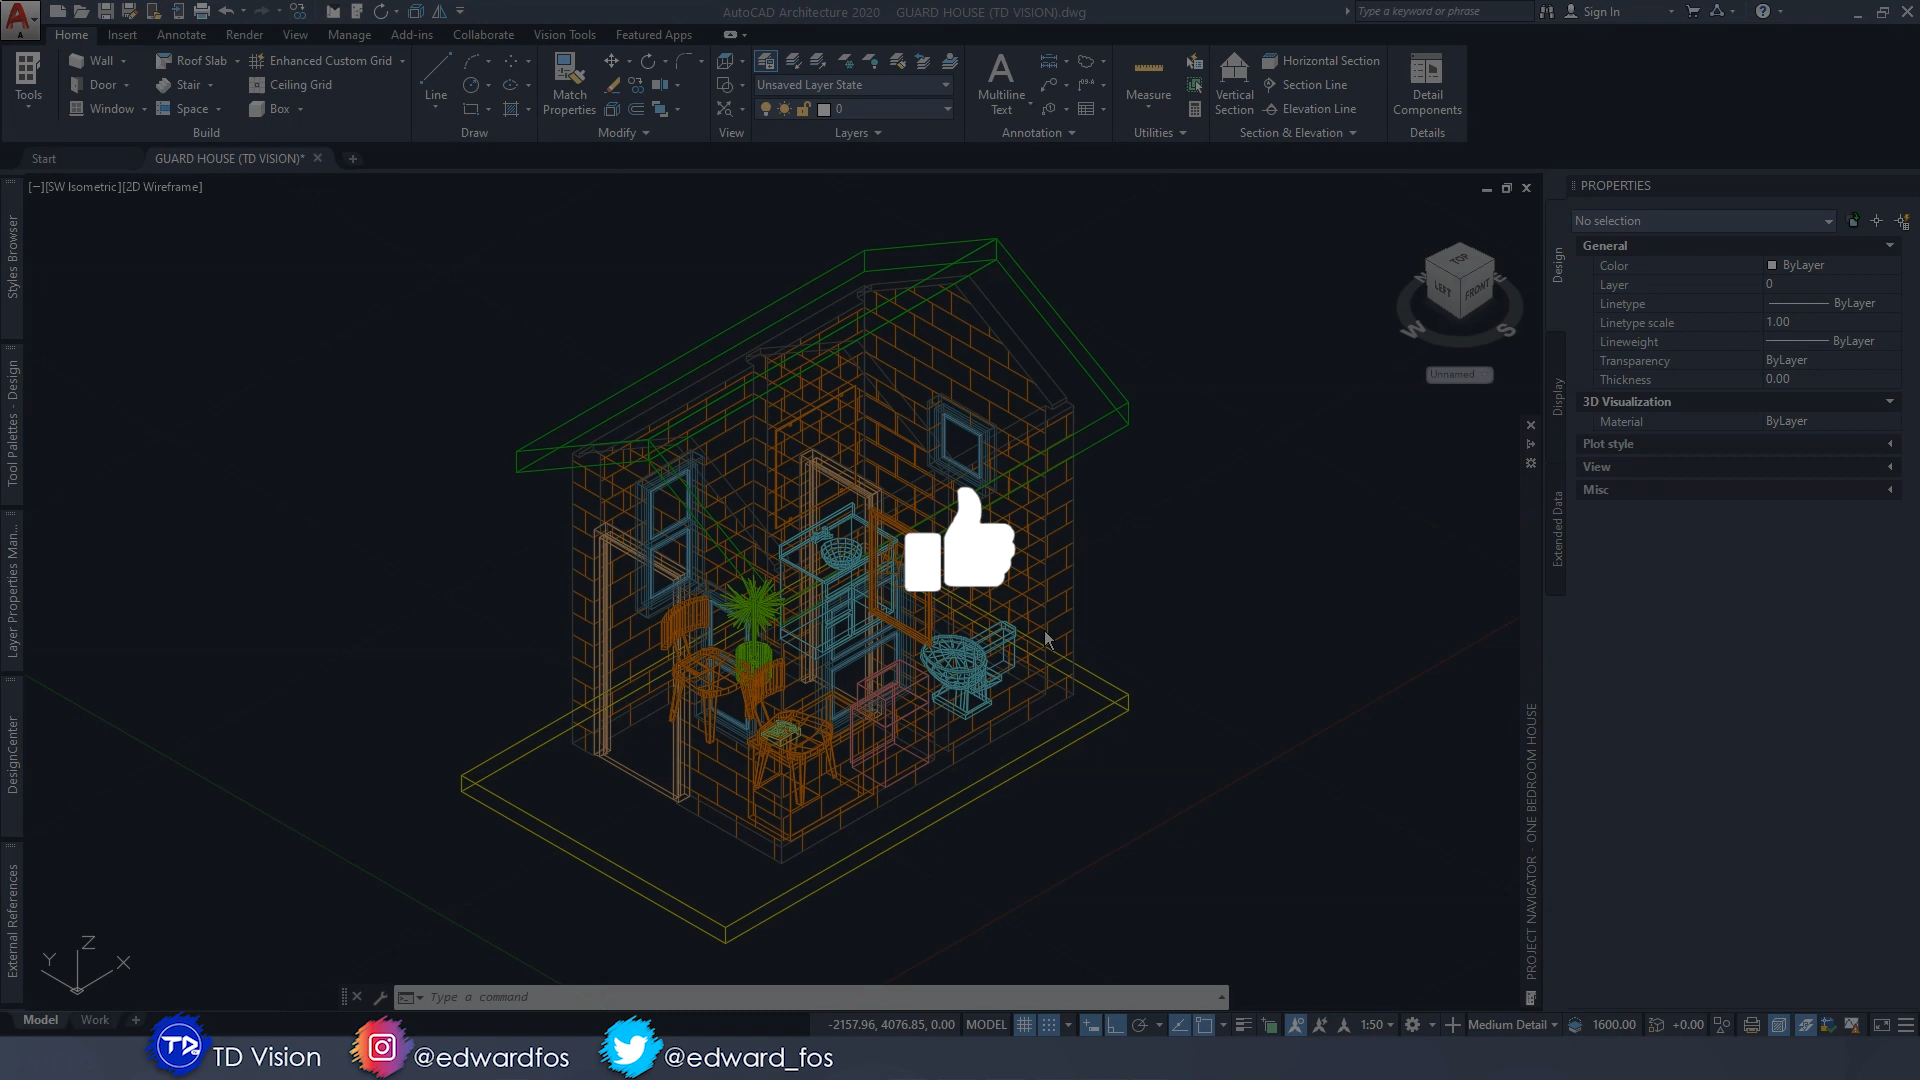 AutoCAD Architecture 2020 GUARD HOUSE (TD VISION).dwg
Type a keyword or phrase
Sign In
Home Insert Annotate Render View Manage Add-ins Collaborate Vision Tools Featured Apps
Tools
Wall
Door
Window
Roof Slab
Stair
Space
Enhanced Custom Grid
Ceiling Grid
Box
Build
Line
Draw
Match
Properties
Modify
View
Unsaved Layer State
0
Layers
A
Multiline
Text
Annotation
Measure
Utilities
Vertical
Section
Horizontal Section
Section Line
Elevation Line
Section & Elevation
Detail
Components
Details
Start
GUARD HOUSE (TD VISION)*
[−][SW Isometric][2D Wireframe]
Styles Browser
Tool Palettes - Design
Layer Properties Man...
DesignCenter
External References
TOP
LEFT
FRONT
W
S
N
E
Unnamed
PROJECT NAVIGATOR - ONE BEDROOM HOUSE
Design
Display
Extended Data
PROPERTIES
No selection
General
Color ByLayer
Layer 0
Linetype ByLayer
Linetype scale 1.00
Lineweight ByLayer
Transparency ByLayer
Thickness 0.00
3D Visualization
Material ByLayer
Plot style
View
Misc
Z
Y
X
Type a command
Model Work
-2157.96, 4076.85, 0.00 MODEL
1:50
Medium Detail
1600.00
+0.00
TD Vision
@edwardfos
@edward_fos